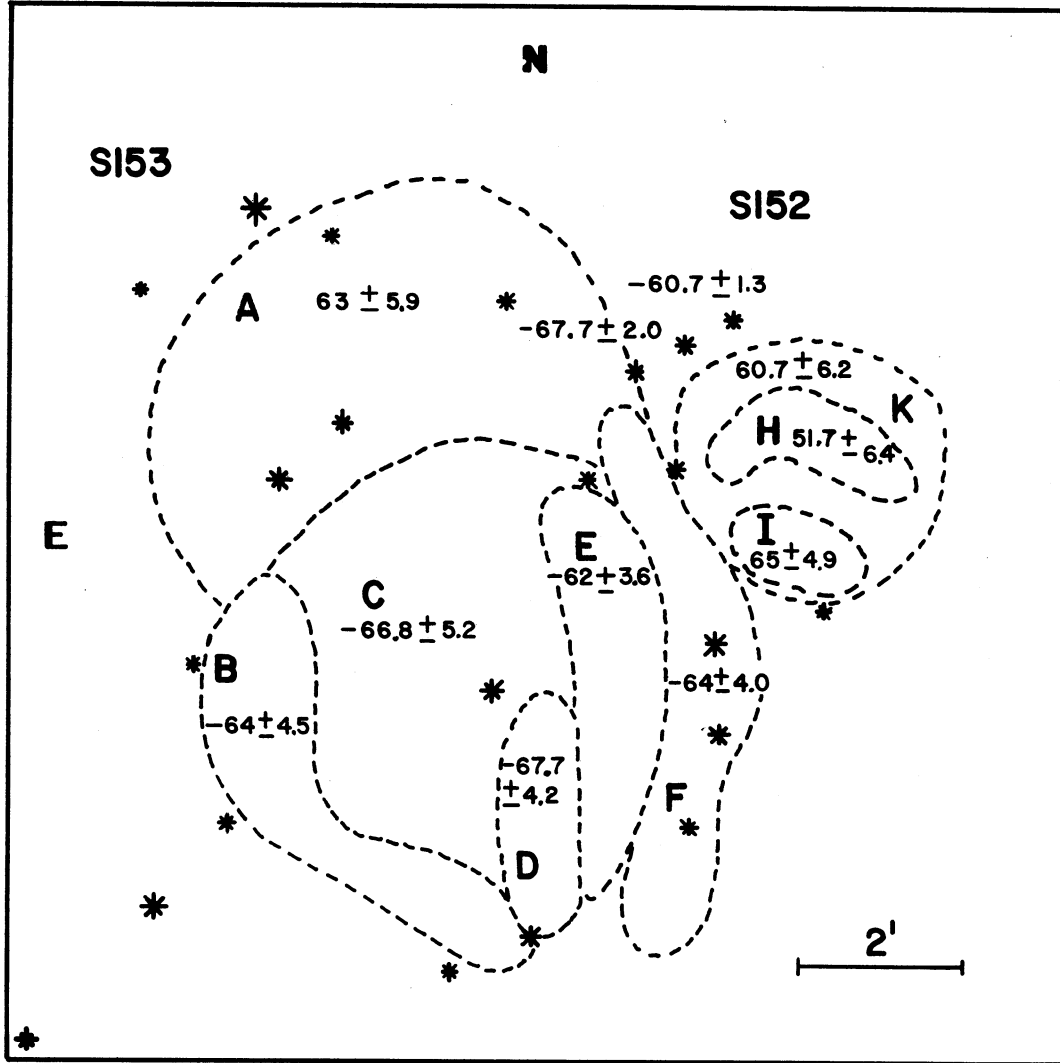 N
S153
S152
-60.7 ± 1.3
A 63 ± 5.9
-67.7 ± 2.0
60.7 ± 6.2
K
H 51.7 ± 6.4
E
E
-62 ± 3.6
I
65 ± 4.9
C
-66.8 ± 5.2
B
-64 ± 4.5
-64 ± 4.0
-67.7
± 4.2
F
D
2'